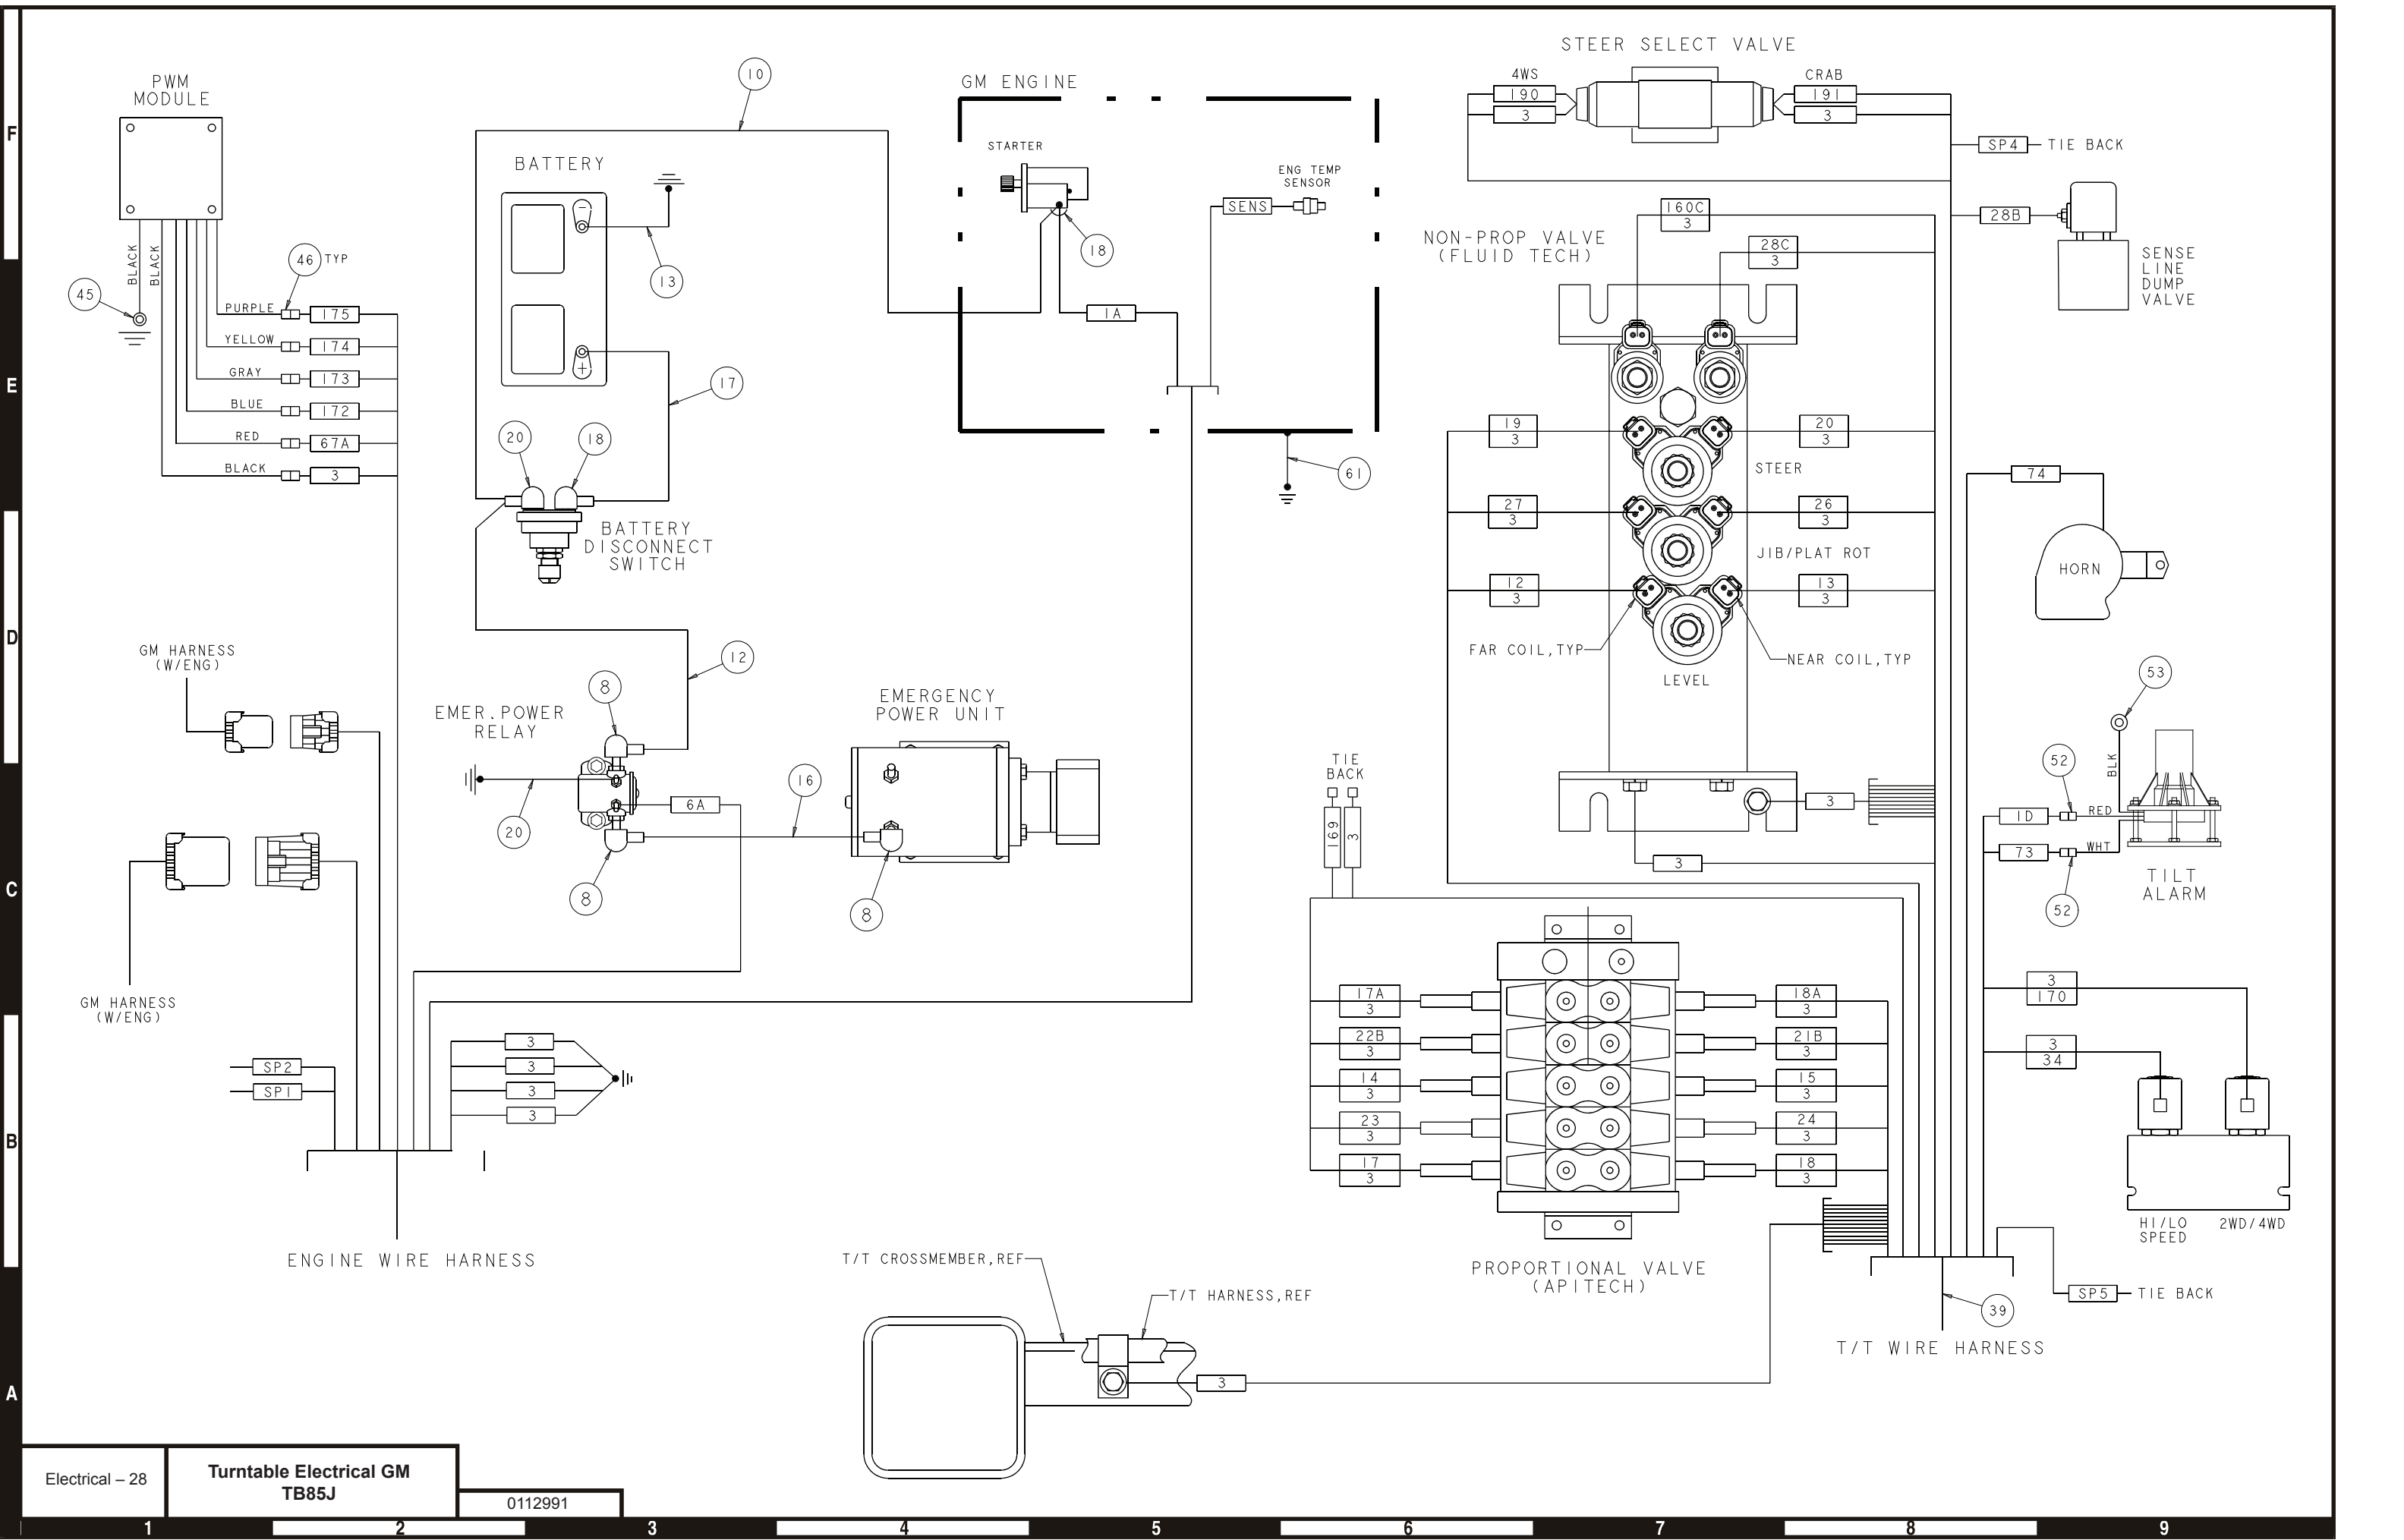 STEER SELECT VALVE
4WS
190
3
CRAB
191
3
SP4
TIE BACK
PWM
MODULE
10
GM ENGINE
STARTER
ENG TEMP
SENSOR
SENS
18
1A
BATTERY
-
+
13
17
BLACK
BLACK
45
46
TYP
PURPLE
175
YELLOW
174
GRAY
173
BLUE
172
RED
67A
BLACK
3
20
18
BATTERY
DISCONNECT
SWITCH
61
160C
3
28C
3
NON-PROP VALVE
(FLUID TECH)
28B
SENSE
LINE
DUMP
VALVE
19
3
20
3
STEER
27
3
26
3
JIB/PLAT ROT
12
3
13
3
FAR COIL,TYP
NEAR COIL,TYP
LEVEL
74
HORN
GM HARNESS
(W/ENG)
12
8
EMER.POWER
RELAY
EMERGENCY
POWER UNIT
20
6A
16
8
8
GM HARNESS
(W/ENG)
TIE
BACK
169
3
3
3
53
52
BLK
1D
RED
73
WHT
52
TILT
ALARM
17A
3
18A
3
22B
3
21B
3
14
3
15
3
23
3
24
3
17
3
18
3
3
170
3
34
HI/LO
SPEED
2WD/4WD
SP2
SP1
3
3
3
3
ENGINE WIRE HARNESS
PROPORTIONAL VALVE
(APITECH)
T/T CROSSMEMBER,REF
T/T HARNESS,REF
3
39
SP5
TIE BACK
T/T WIRE HARNESS
F
E
D
C
B
A
Electrical – 28
Turntable Electrical GM
TB85J
0112991
1
2
3
4
5
6
7
8
9